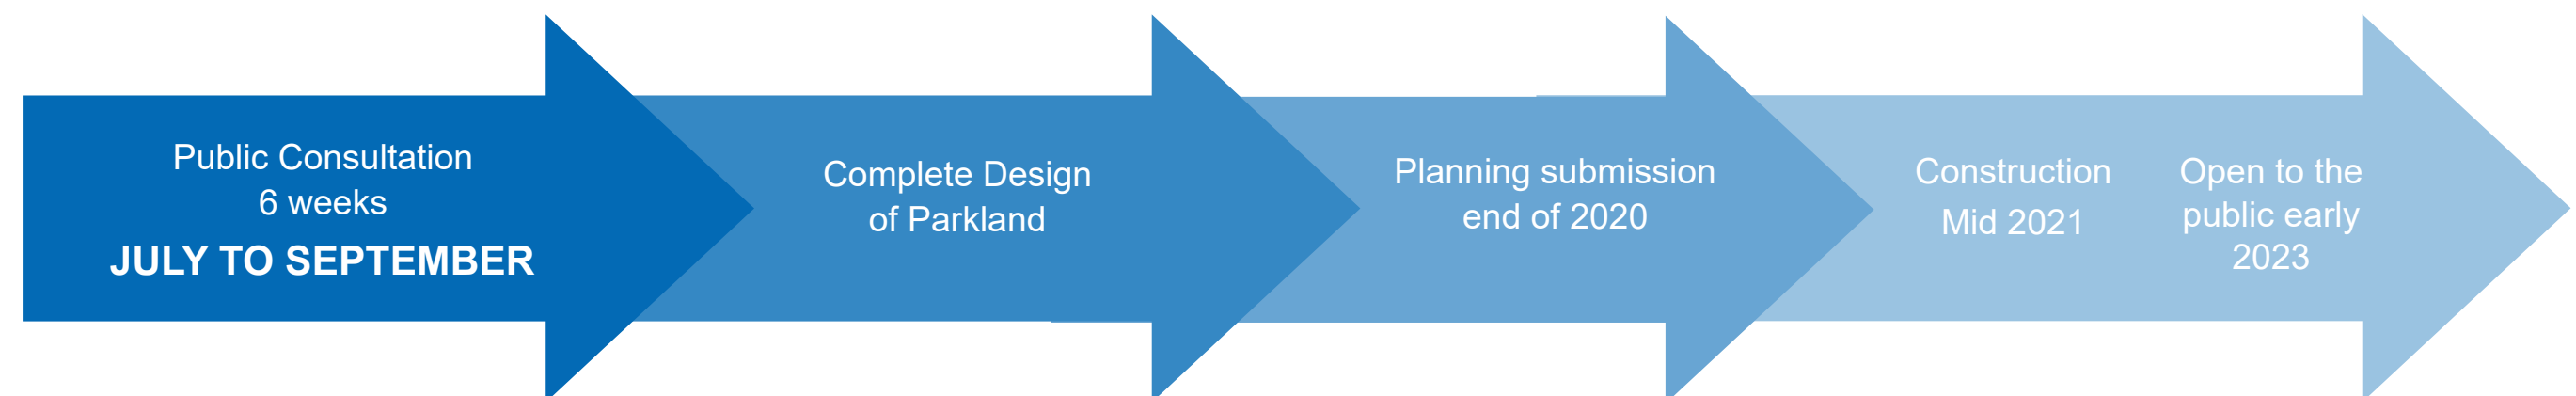 Public Consultation
6 weeks
JULY TO SEPTEMBER
Complete Design
of Parkland
Planning submission
end of 2020
Construction
Mid 2021
Open to the
public early
2023